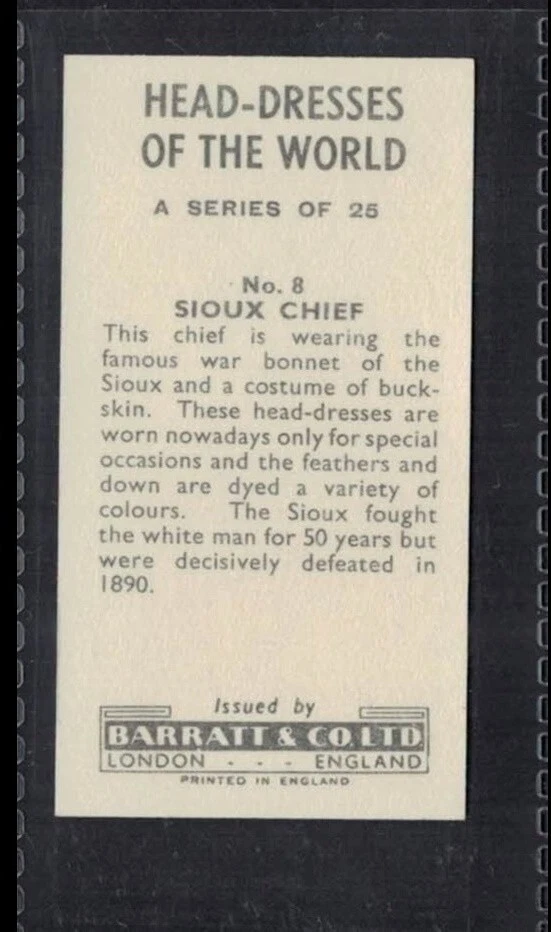 HEAD-DRESSES
OF THE WORLD
A SERIES OF 25
No. 8
SIOUX CHIEF
This chief is wearing the
famous war bonnet of the
Sioux and a costume of buck-
skin. These head-dresses are
worn nowadays only for special
occasions and the feathers and
down are dyed a variety of
colours. The Sioux fought
the white man for 50 years but
were decisively defeated in
1890.
Issued by
BARRATT & CO. LTD
LONDON - - - ENGLAND
PRINTED IN ENGLAND